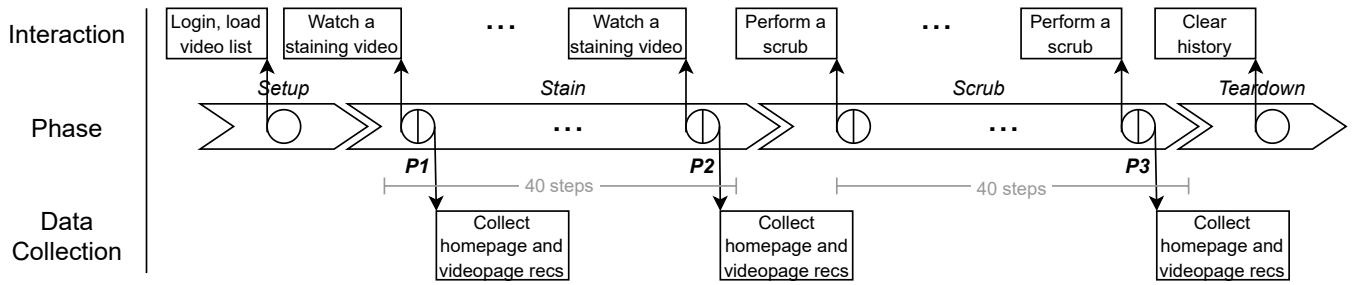 Interaction
Login, load
video list
Watch a
staining video
...
Watch a
staining video
Perform a
scrub
...
Perform a
scrub
Clear
history
Phase
Setup
Stain
Scrub
Teardown
...
...
P1
P2
P3
40 steps
40 steps
Data
Collection
Collect
homepage and
videopage recs
Collect
homepage and
videopage recs
Collect
homepage and
videopage recs